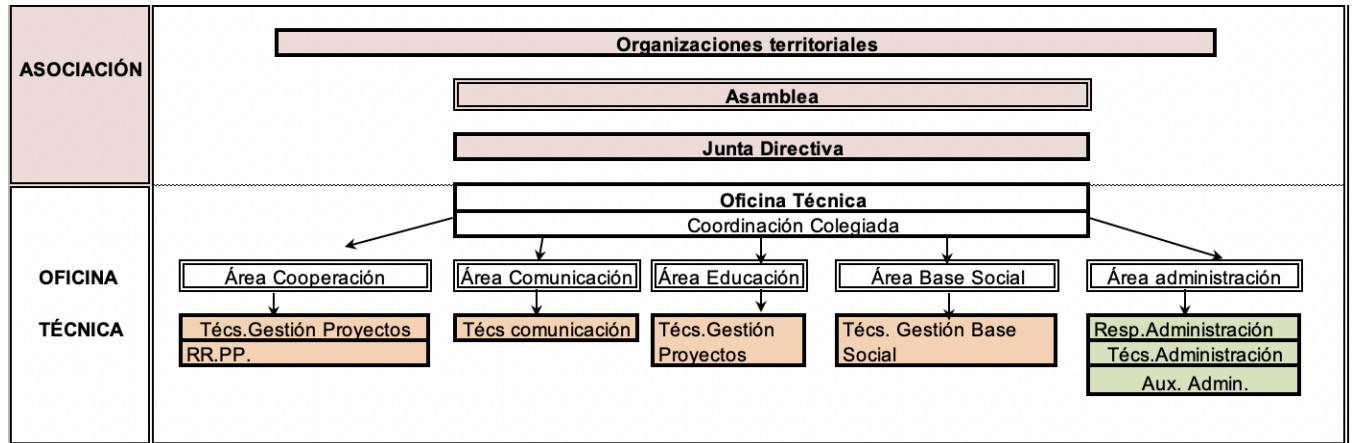 ASOCIACIÓN
Organizaciones territoriales
Asamblea
Junta Directiva
OFICINA
TÉCNICA
Oficina Técnica
Coordinación Colegiada
Área Cooperación
Área Comunicación
Área Educación
Área Base Social
Área administración
Técs.Gestión Proyectos
RR.PP.
Técs comunicación
Técs.Gestión
Proyectos
Técs. Gestión Base
Social
Resp.Administración
Técs.Administración
Aux. Admin.